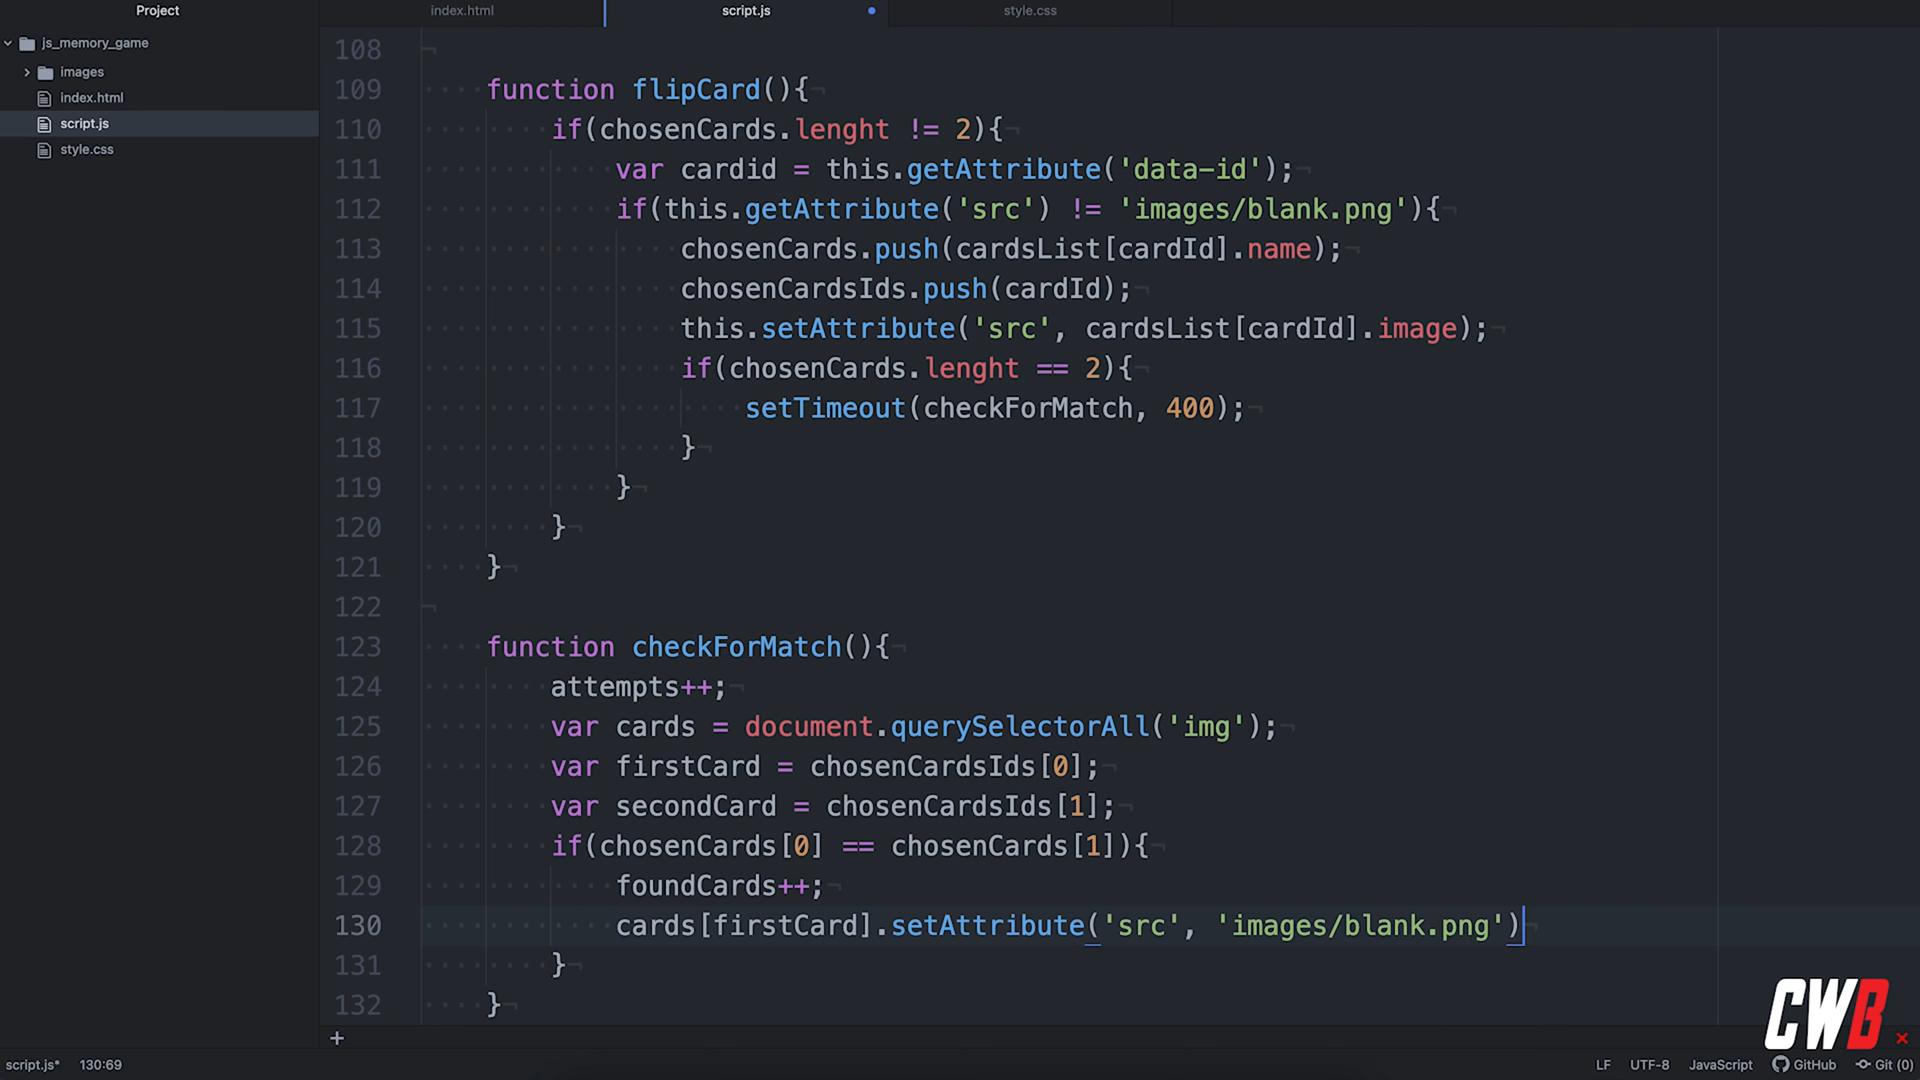 Project
index.html
script.js
style.css
js_memory_game
images
index.html
script.js
style.css
108
109 function flipCard(){
110 if(chosenCards.lenght != 2){
111 var cardid = this.getAttribute('data-id');
112 if(this.getAttribute('src') != 'images/blank.png'){
113 chosenCards.push(cardsList[cardId].name);
114 chosenCardsIds.push(cardId);
115 this.setAttribute('src', cardsList[cardId].image);
116 if(chosenCards.lenght == 2){
117 setTimeout(checkForMatch, 400);
118 }
119 }
120 }
121 }
122
123 function checkForMatch(){
124 attempts++;
125 var cards = document.querySelectorAll('img');
126 var firstCard = chosenCardsIds[0];
127 var secondCard = chosenCardsIds[1];
128 if(chosenCards[0] == chosenCards[1]){
129 foundCards++;
130 cards[firstCard].setAttribute('src', 'images/blank.png')
131 }
132 }
+
CWB
script.js* 130:69 LF UTF-8 JavaScript GitHub Git (0)